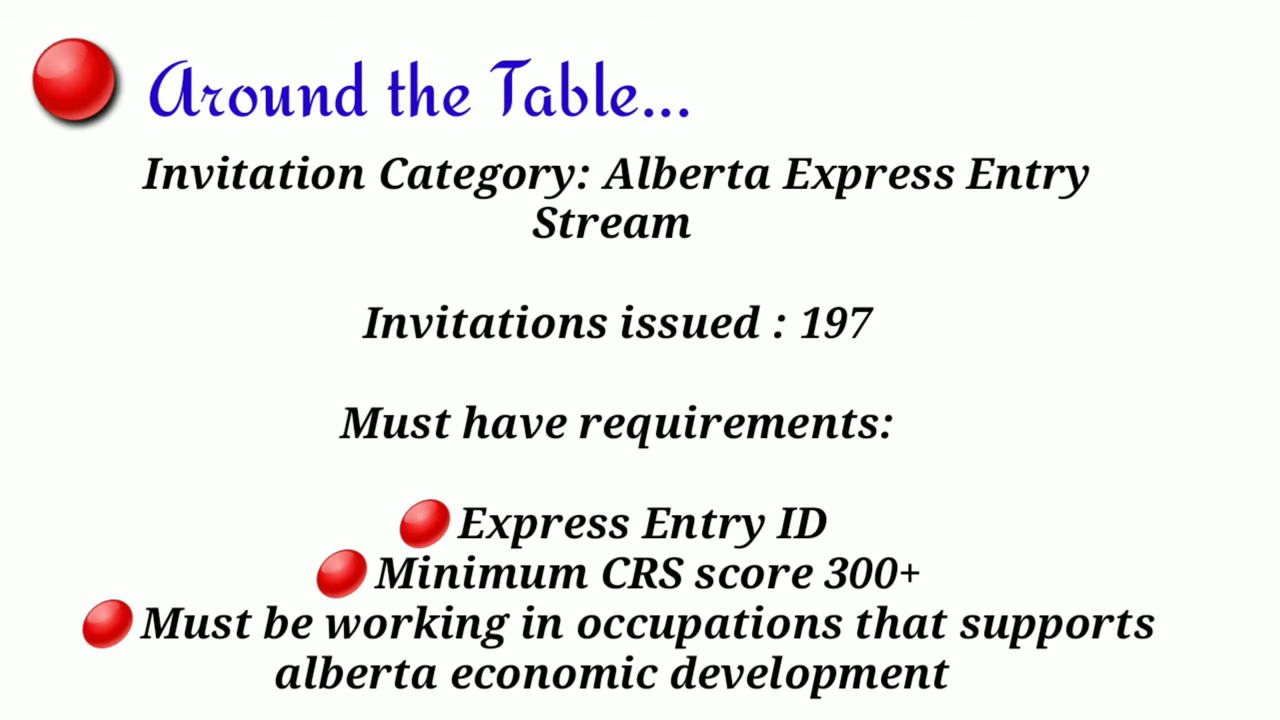 Around the Table...
Invitation Category: Alberta Express Entry
Stream
Invitations issued : 197
Must have requirements:
Express Entry ID
Minimum CRS score 300+
Must be working in occupations that supports
alberta economic development